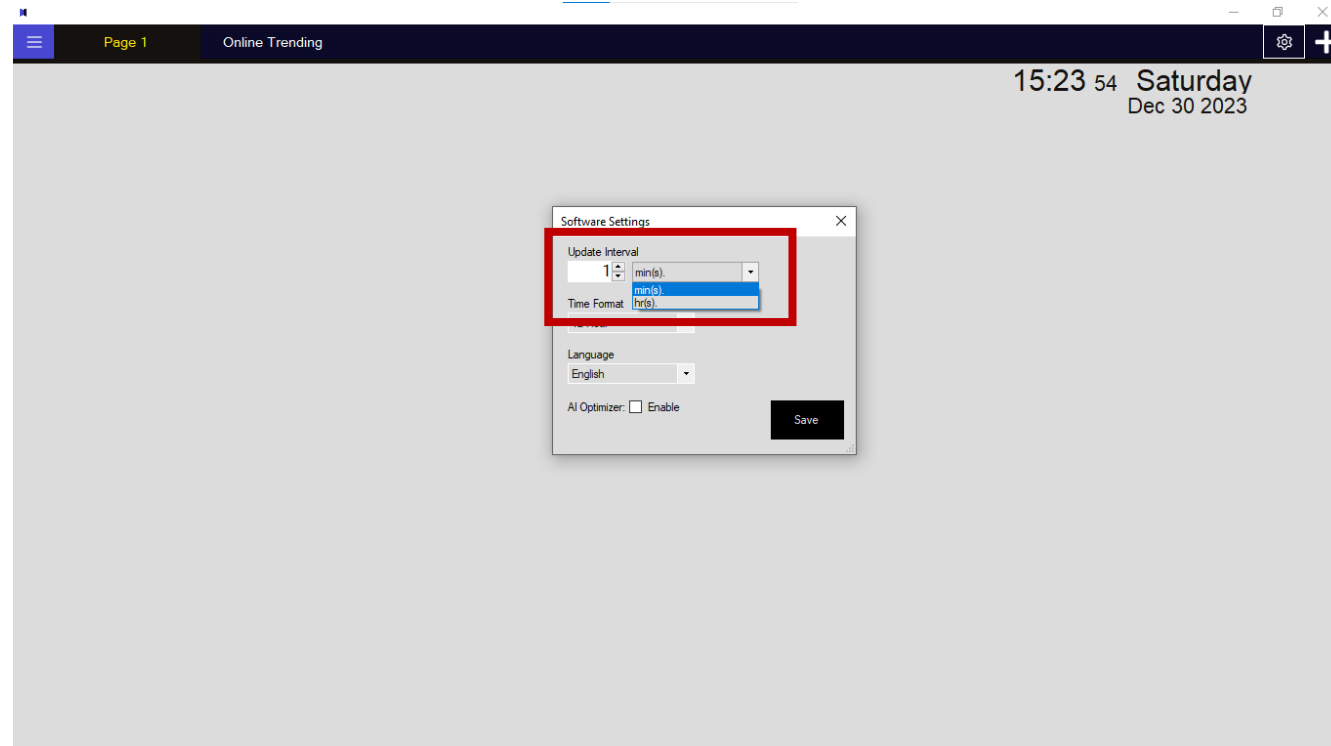 Page 1 Online Trending
15:23 54 Saturday
Dec 30 2023
Software Settings
Update Interval
1 min(s).
min(s).
hr(s).
Time Format
Language
English
AI Optimizer: Enable
Save